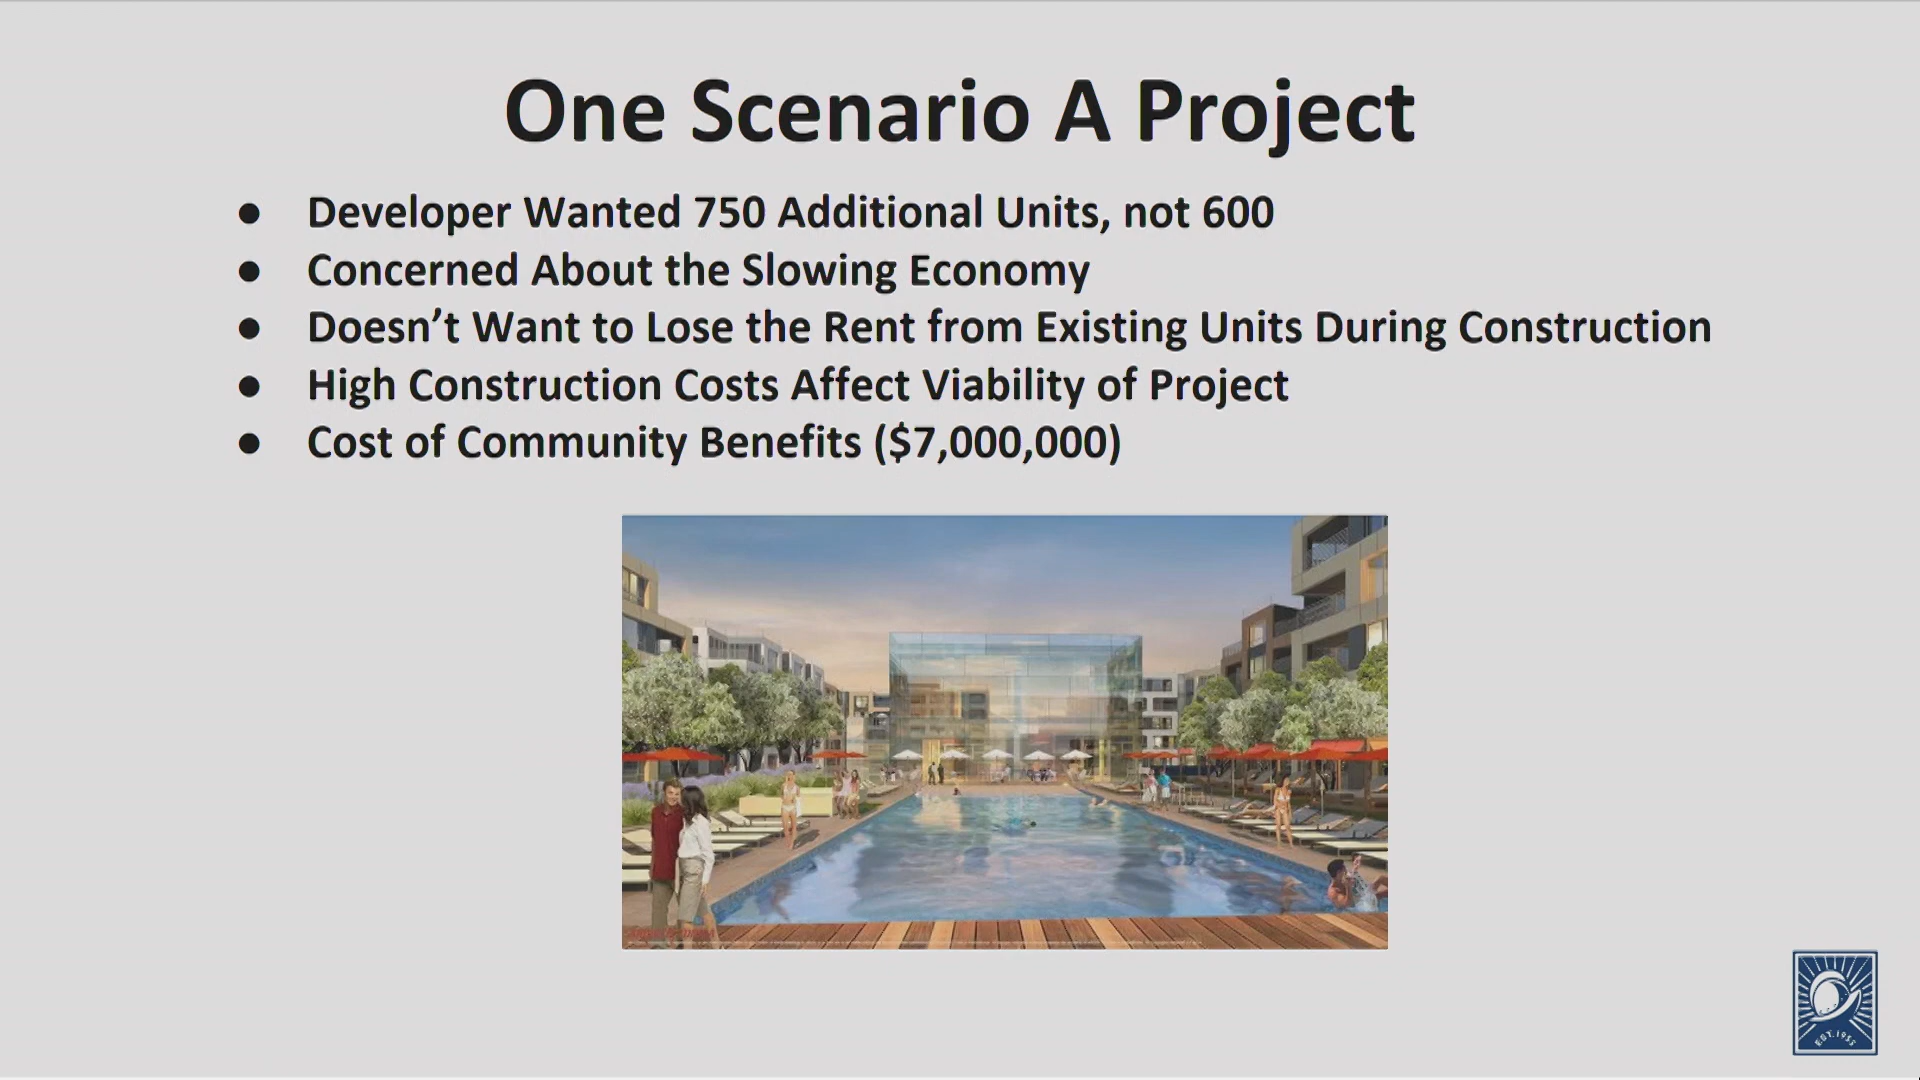 One Scenario A Project
● Developer Wanted 750 Additional Units, not 600
● Concerned About the Slowing Economy
● Doesn’t Want to Lose the Rent from Existing Units During Construction
● High Construction Costs Affect Viability of Project
● Cost of Community Benefits ($7,000,000)
EST. 1955